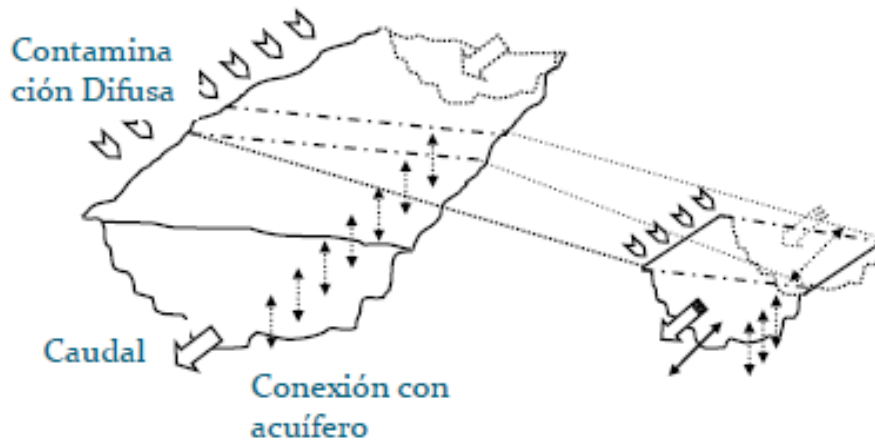 Contamina
ción Difusa
Caudal
Conexión con
acuífero